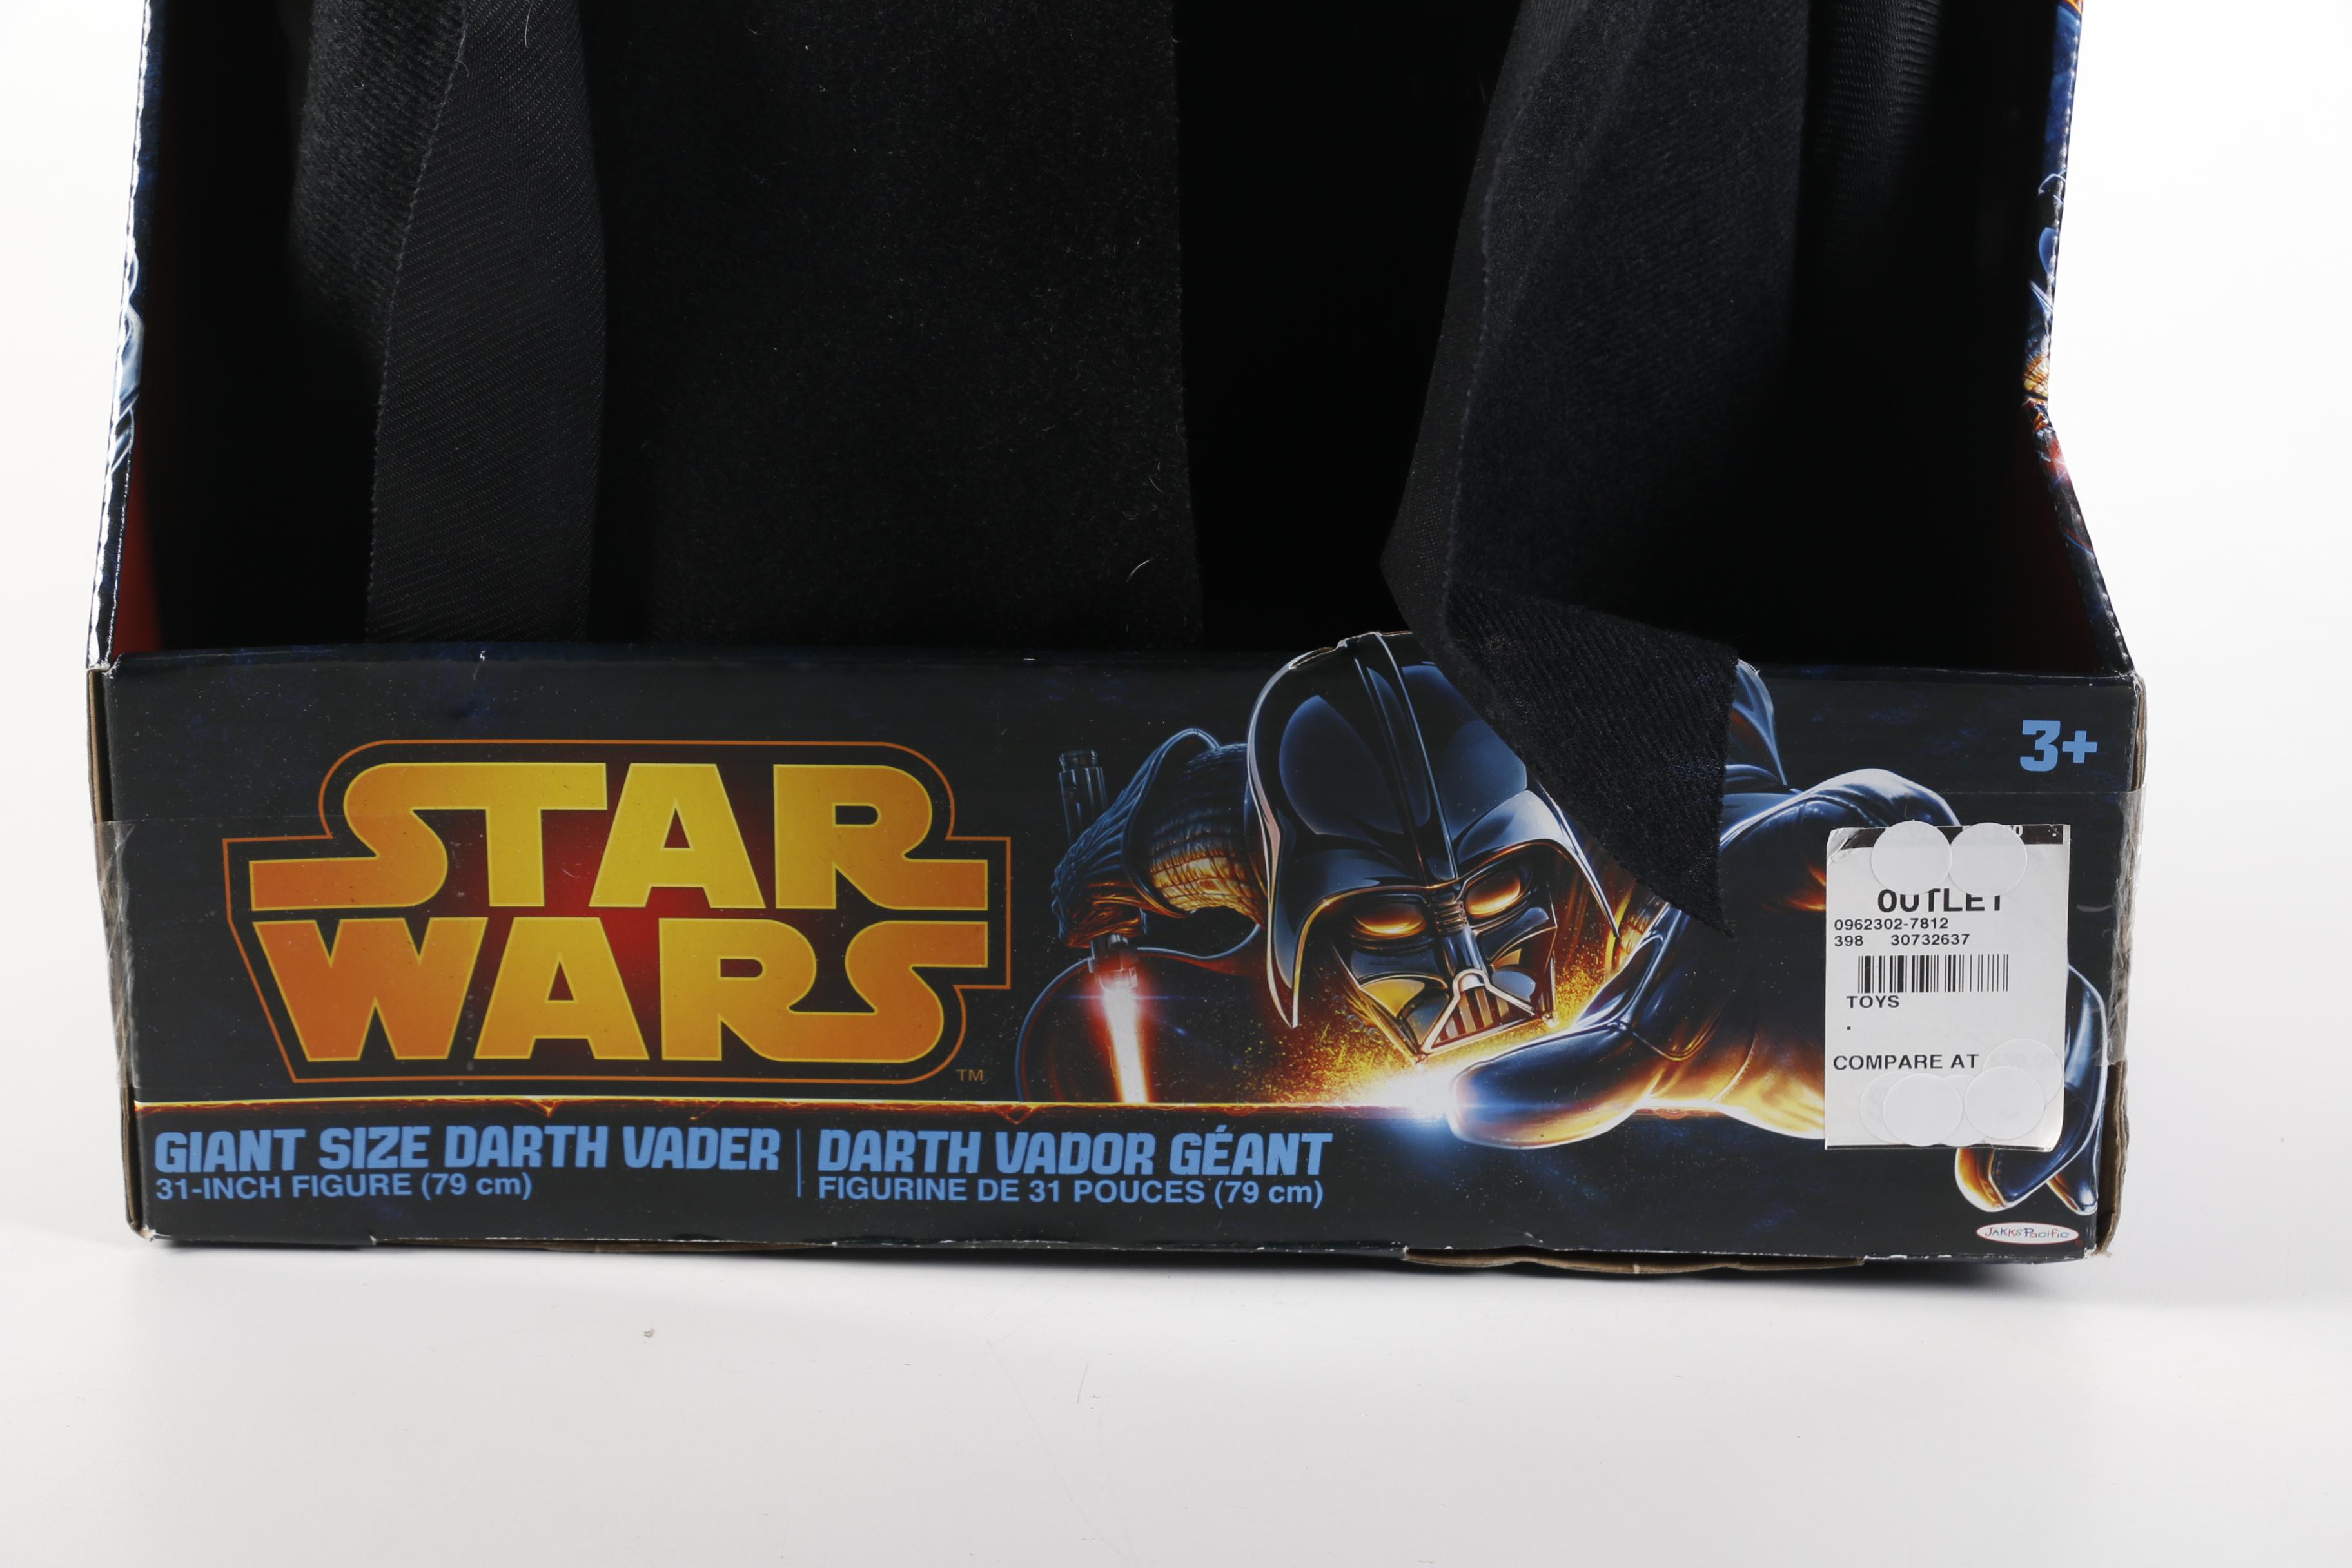 STAR
WARS
TM
3+
OUTLET
0962302-7812
398 30732637
TOYS
.
COMPARE AT
GIANT SIZE DARTH VADER
31-INCH FIGURE (79 cm)
DARTH VADOR GÉANT
FIGURINE DE 31 POUCES (79 cm)
JAKKS Pacific